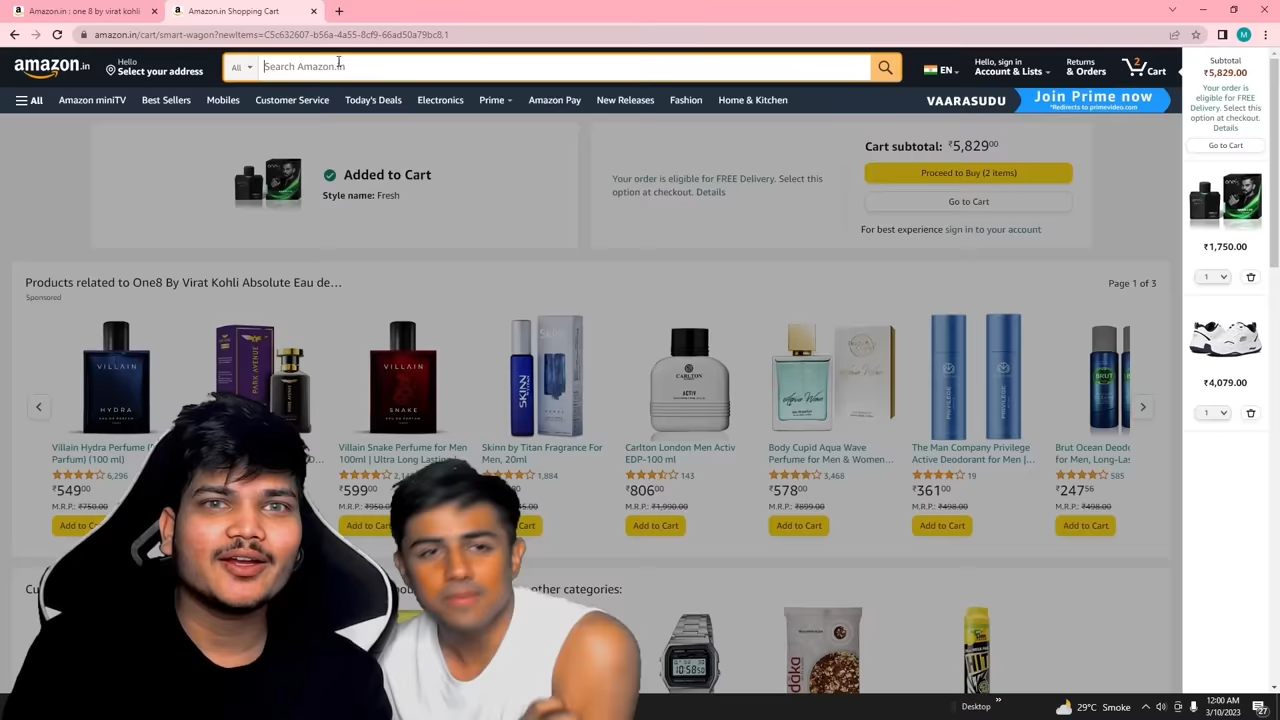 Amazon.in : one 8 by virat kohli
Amazon.in Shopping Cart
amazon.in/cart/smart-wagon?newItems=C5c632607-b56a-4a55-8cf9-66ad50a79bc8.1
M
amazon.in
Hello
Select your address
All
Search Amazon.in
EN
Hello
Account & Lists
Returns
& Orders
2
Cart
All
Amazon miniTV
Best Sellers
Mobiles
Customer Service
Today's Deals
Electronics
Prime
Amazon Pay
New Releases
Fashion
Home & Kitchen
VAARASUDU
Join Prime now
*Redirects to primevideo.com
Added to Cart
Style name: Fresh
Your order is eligible for FREE Delivery. Select this
option at checkout. Details
Cart subtotal: ₹5,829.00
Proceed to Buy (2 items)
Go to Cart
For best experience sign in to your account
Subtotal
₹5,829.00
Your order is
eligible for FREE
Delivery. Select this
option at checkout.
Details
Go to Cart
₹1,750.00
1
₹4,079.00
1
Products related to One8 By Virat Kohli Absolute Eau de…
Sponsored
Page 1 of 3
VILLAIN
HYDRA
PARK AVENUE
VILLAIN
SNAKE
SKINN
CARLTON
ACTIV
Aqua Wave
PRIVILEGE
BRUT
Villain Hydra Perfume
Parfum) (100 ml)
6,296
₹549.00
M.R.P.: ₹750.00
Villain Snake Perfume for Men
100ml | Ultra Long Lasting
₹599.00
M.R.P.:
Add to Cart
Skinn by Titan Fragrance For
Men, 20ml
1,884
Carlton London Men Activ
EDP-100 ml
143
₹806.00
M.R.P.: ₹1,990.00
Add to Cart
Body Cupid Aqua Wave
Perfume for Men & Women…
3,468
₹578.00
M.R.P.: ₹899.00
Add to Cart
The Man Company Privilege
Active Deodorant for Men |…
19
₹361.00
M.R.P.: ₹498.00
Add to Cart
Brut Ocean Deodo
for Men, Long-Las
585
₹247.56
M.R.P.: ₹498.00
Add to Cart
other categories:
10:58 50
HIT
Desktop
29°C Smoke
12:00 AM
3/10/2023
27